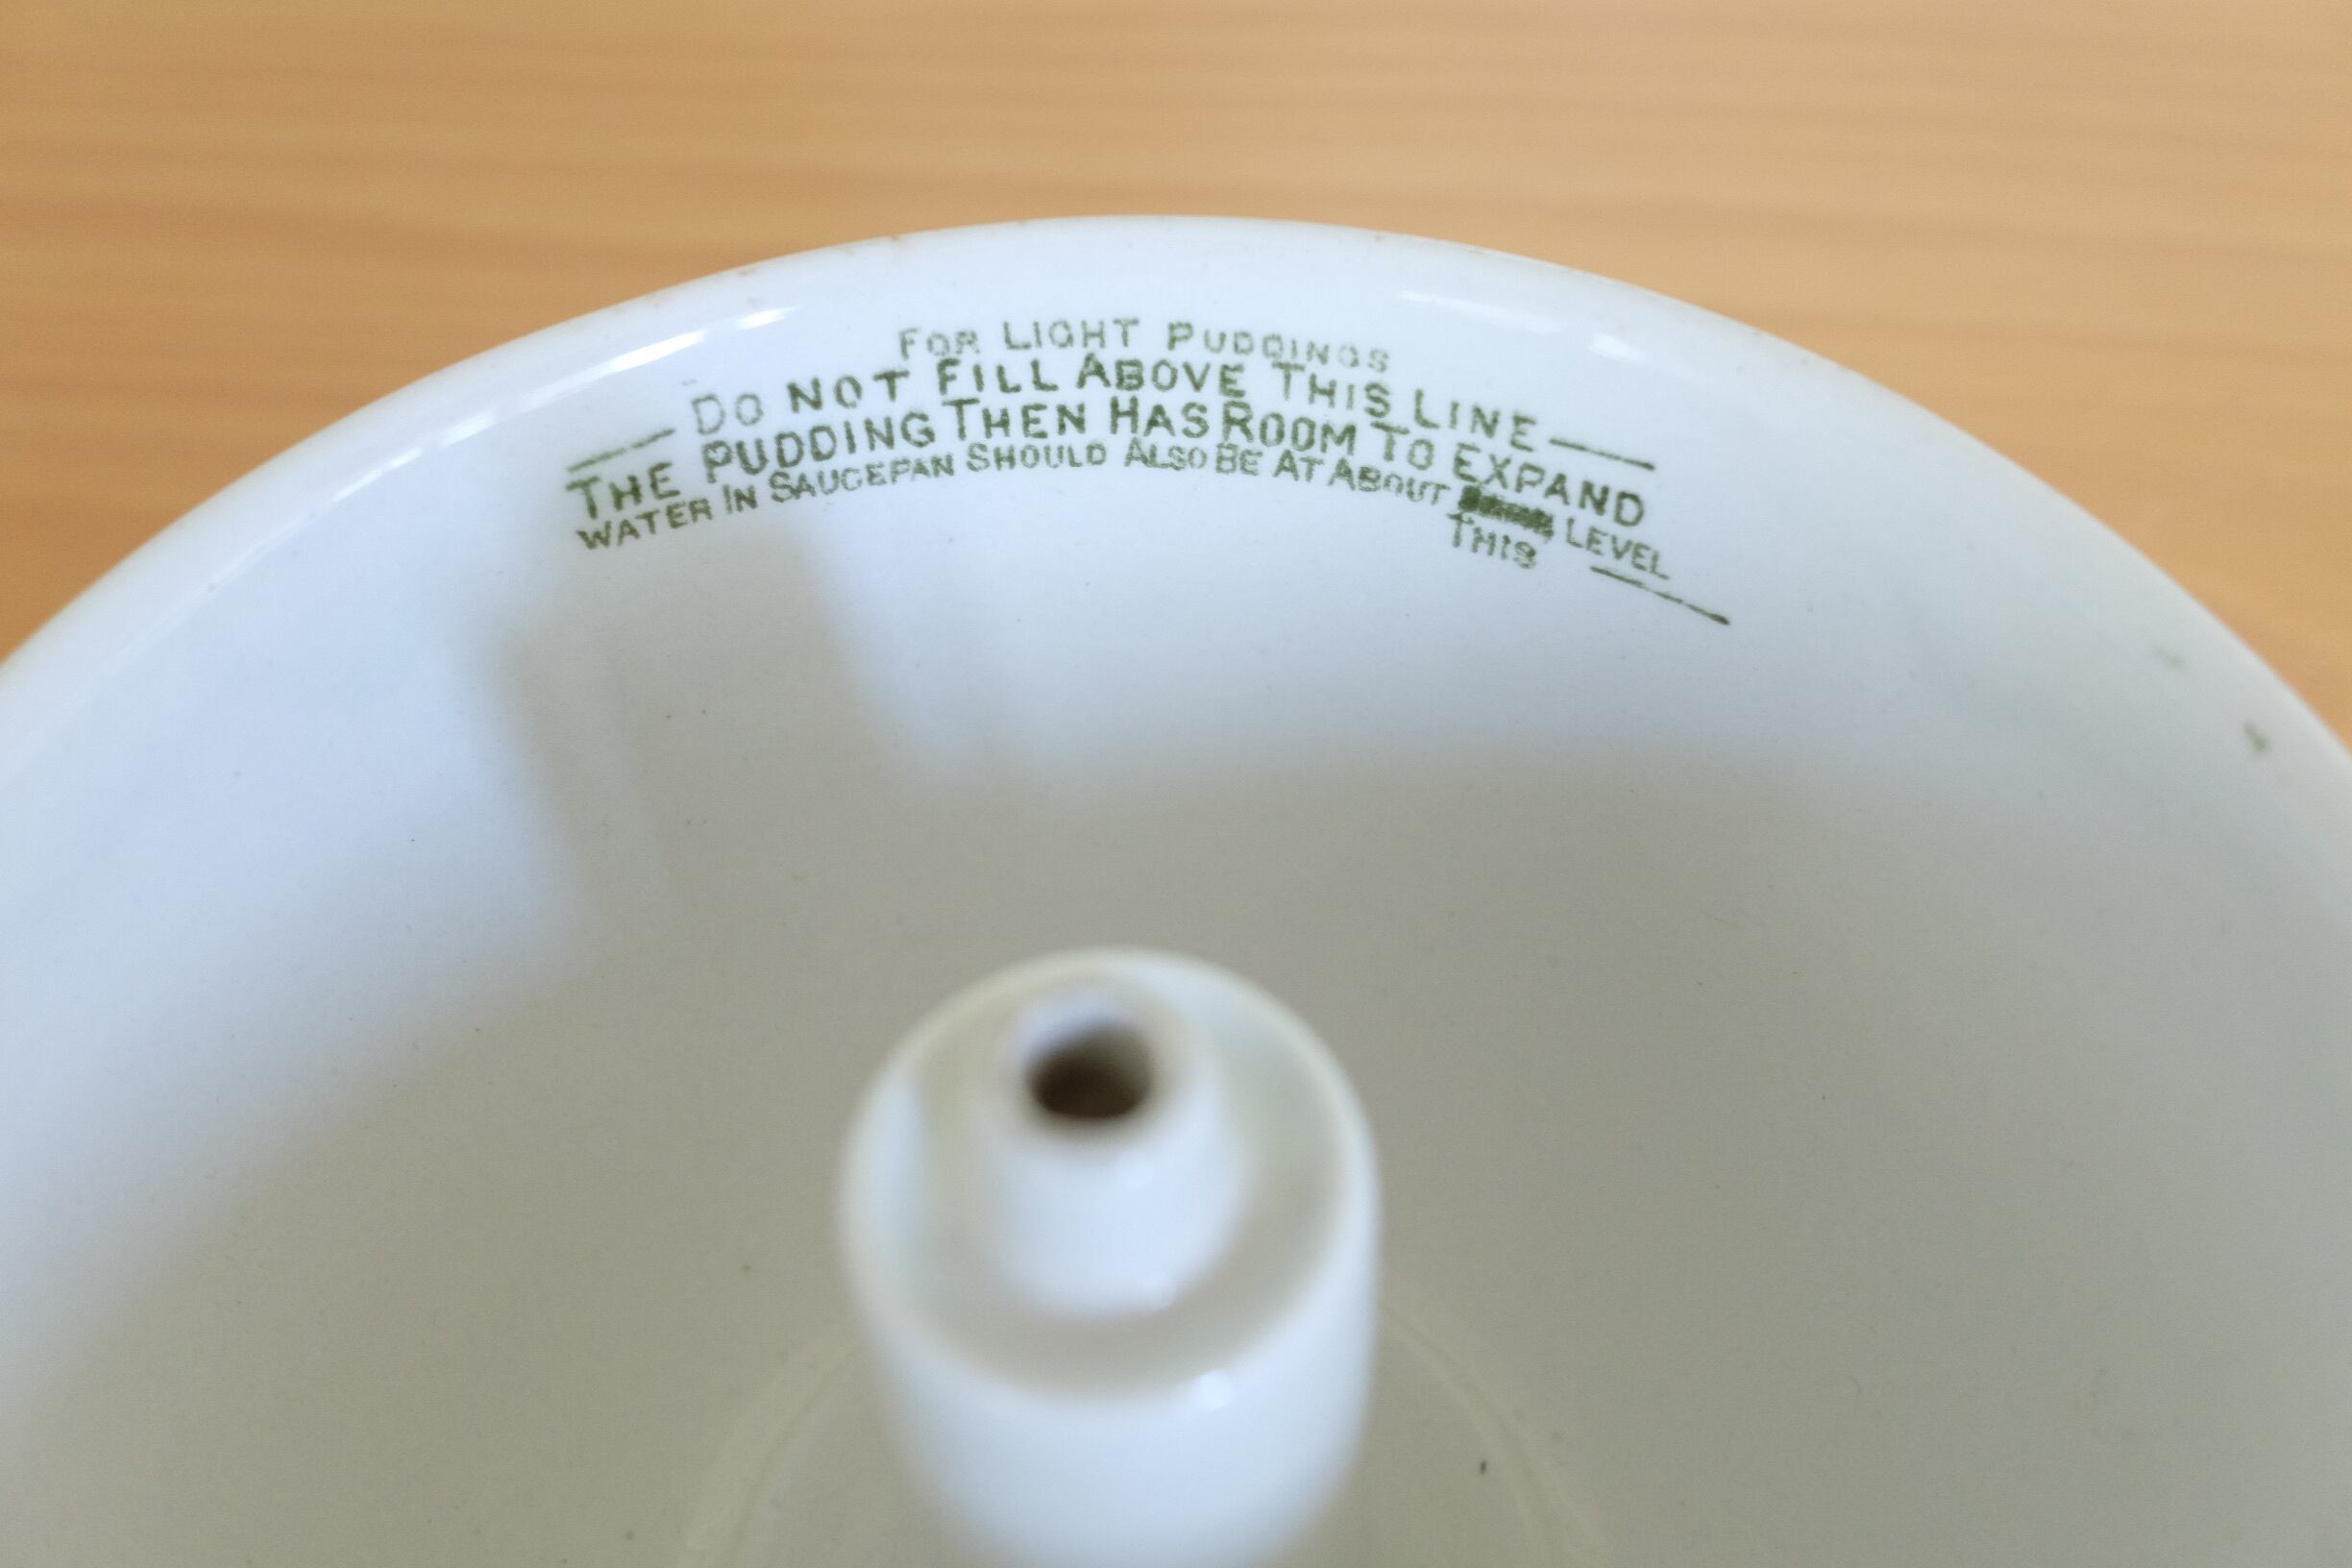 FOR LIGHT PUDDINGS
DO NOT FILL ABOVE THIS LINE
THE PUDDING THEN HAS ROOM TO EXPAND
WATER IN SAUCEPAN SHOULD ALSO BE AT ABOUT LEVEL
THIS